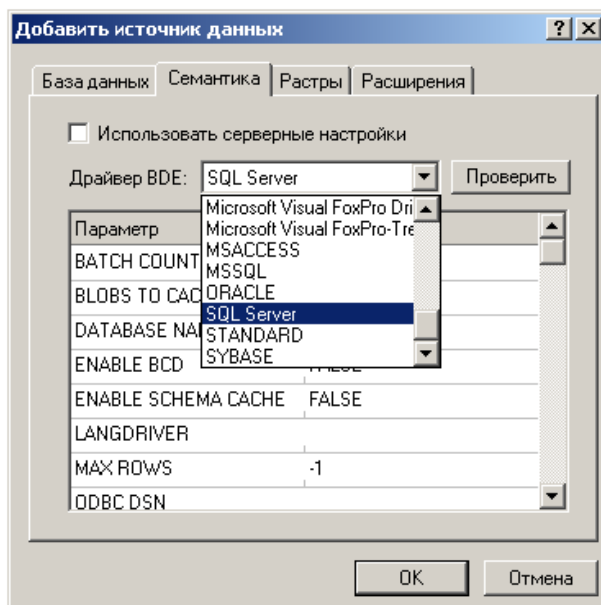 Добавить источник данных
База данных Семантика Растры Расширения
Использовать серверные настройки
Драйвер BDE: SQL Server Проверить
Microsoft Visual FoxPro Dri
Microsoft Visual FoxPro-Tre
MSACCESS
MSSQL
ORACLE
SQL Server
STANDARD
SYBASE
Параметр
BATCH COUNT
BLOBS TO CAC
DATABASE NA
ENABLE BCD FALSE
ENABLE SCHEMA CACHE FALSE
LANGDRIVER
MAX ROWS -1
ODBC DSN
OK Отмена